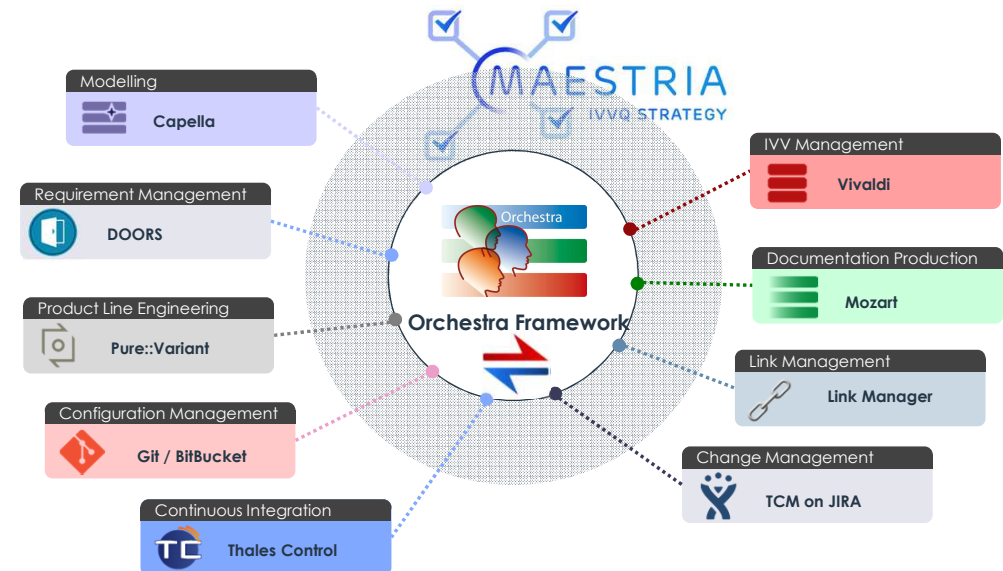 MAESTRIA
IVVQ STRATEGY
Modelling
Capella
Requirement Management
DOORS
Product Line Engineering
Pure::Variant
Configuration Management
Git / BitBucket
Continuous Integration
TC
Thales Control
Orchestra
Orchestra Framework
IVV Management
Vivaldi
Documentation Production
Mozart
Link Management
Link Manager
Change Management
TCM on JIRA